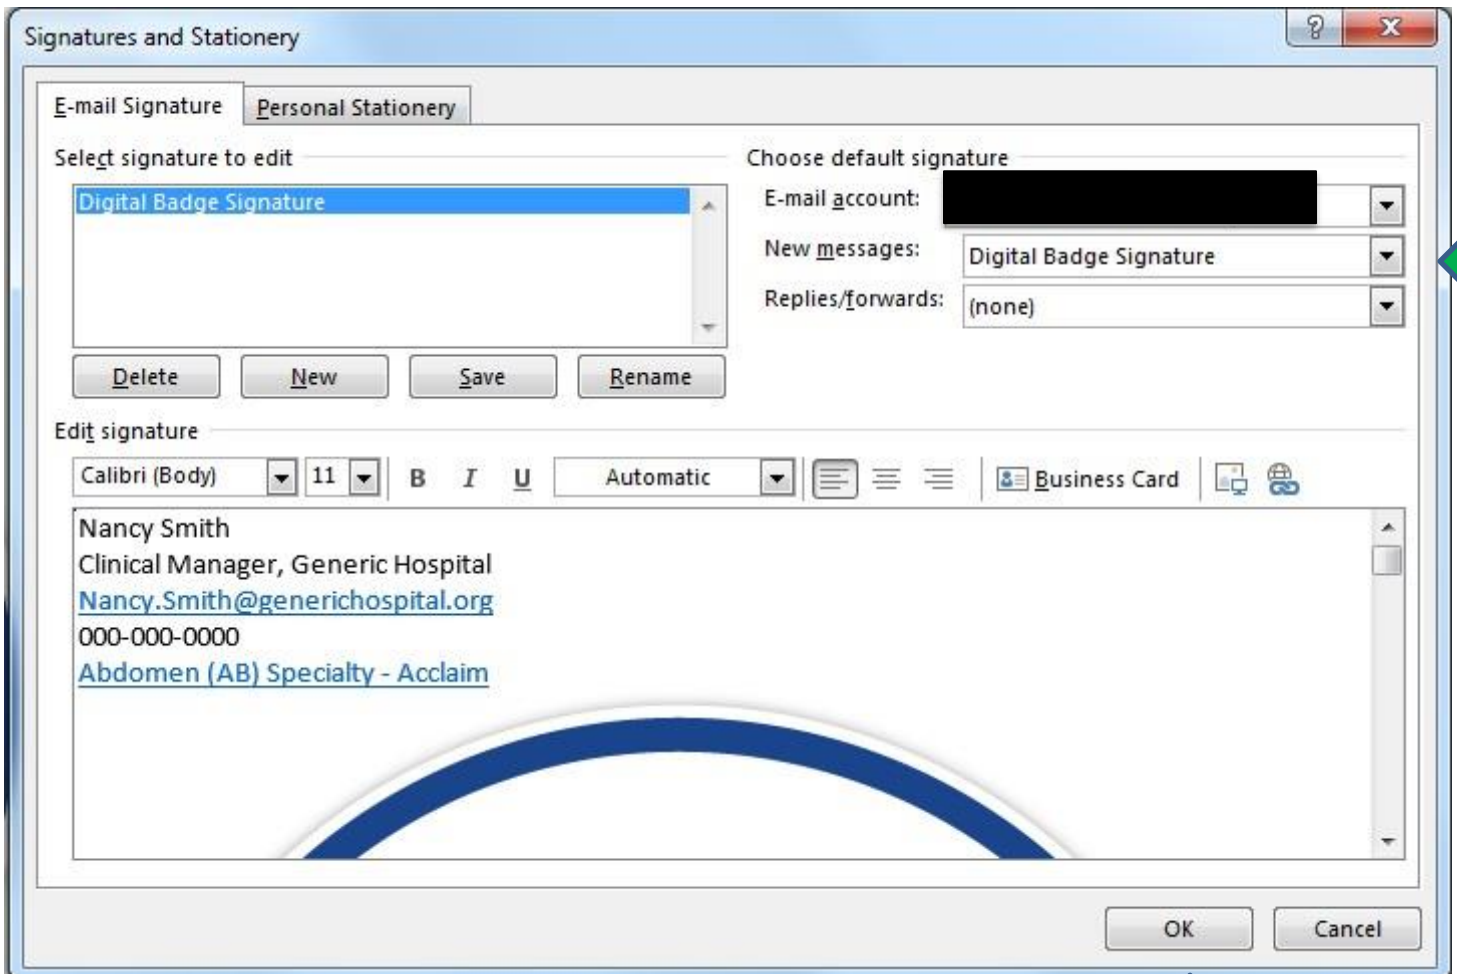 Signatures and Stationery
E-mail Signature
Personal Stationery
Select signature to edit
Digital Badge Signature
Delete
New
Save
Rename
Choose default signature
E-mail account:
New messages:
Digital Badge Signature
Replies/forwards:
(none)
Edit signature
Calibri (Body)
11
B
I
U
Automatic
Business Card
Nancy Smith
Clinical Manager, Generic Hospital
Nancy.Smith@generichospital.org
000-000-0000
Abdomen (AB) Specialty - Acclaim
OK
Cancel